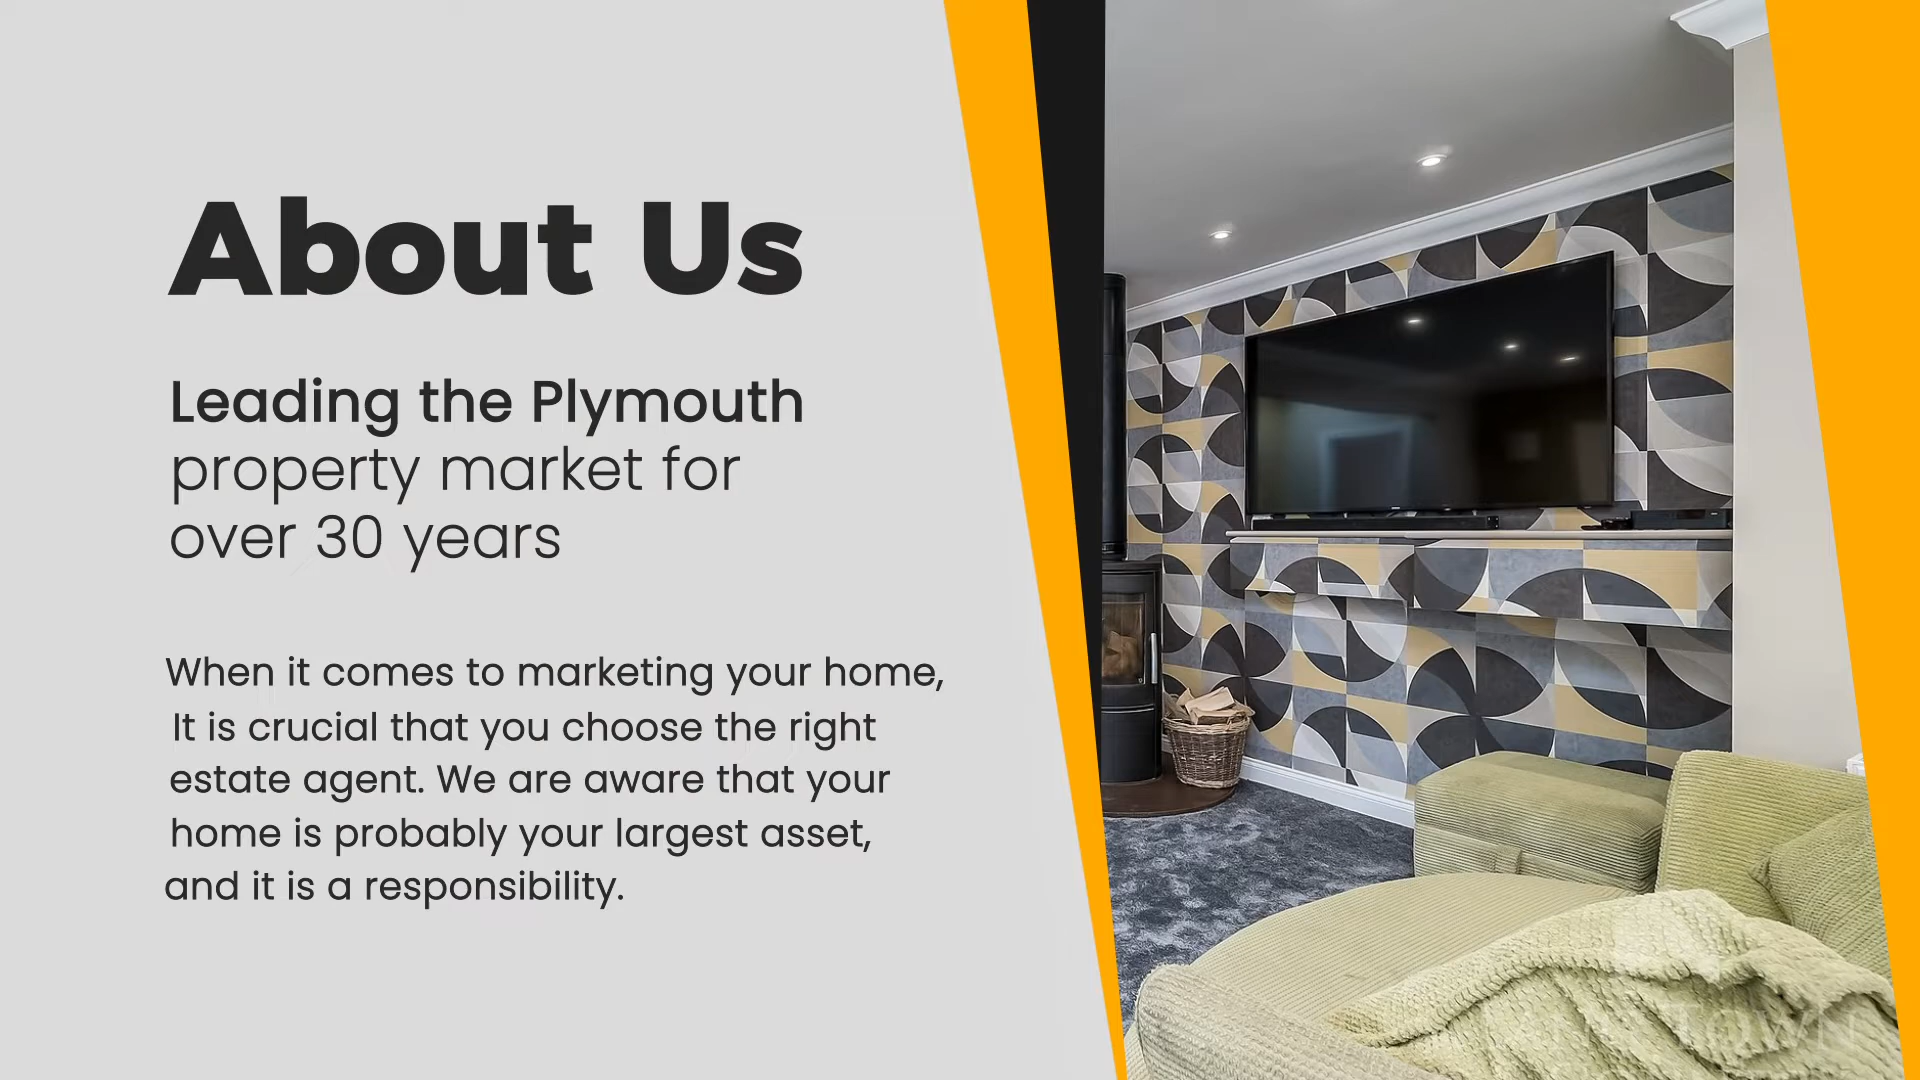 About Us
Leading the Plymouth
property market for
over 30 years
When it comes to marketing your home,
It is crucial that you choose the right
estate agent. We are aware that your
home is probably your largest asset,
and it is a responsibility.